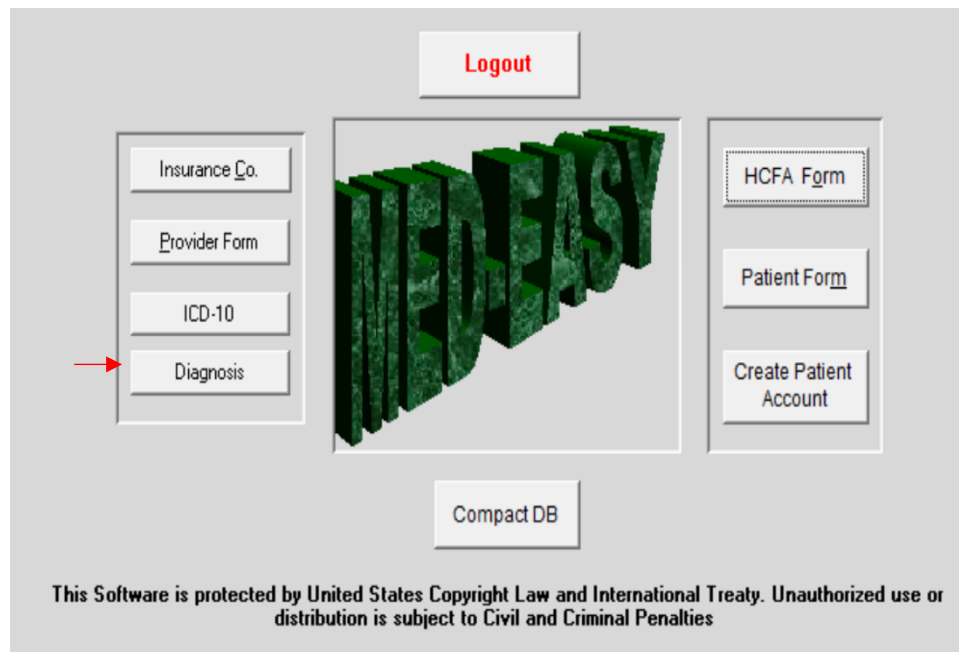 Logout
Insurance Co.
Provider Form
ICD-10
Diagnosis
MED-EASY
HCFA Form
Patient Form
Create Patient
Account
Compact DB
This Software is protected by United States Copyright Law and International Treaty. Unauthorized use or
distribution is subject to Civil and Criminal Penalties